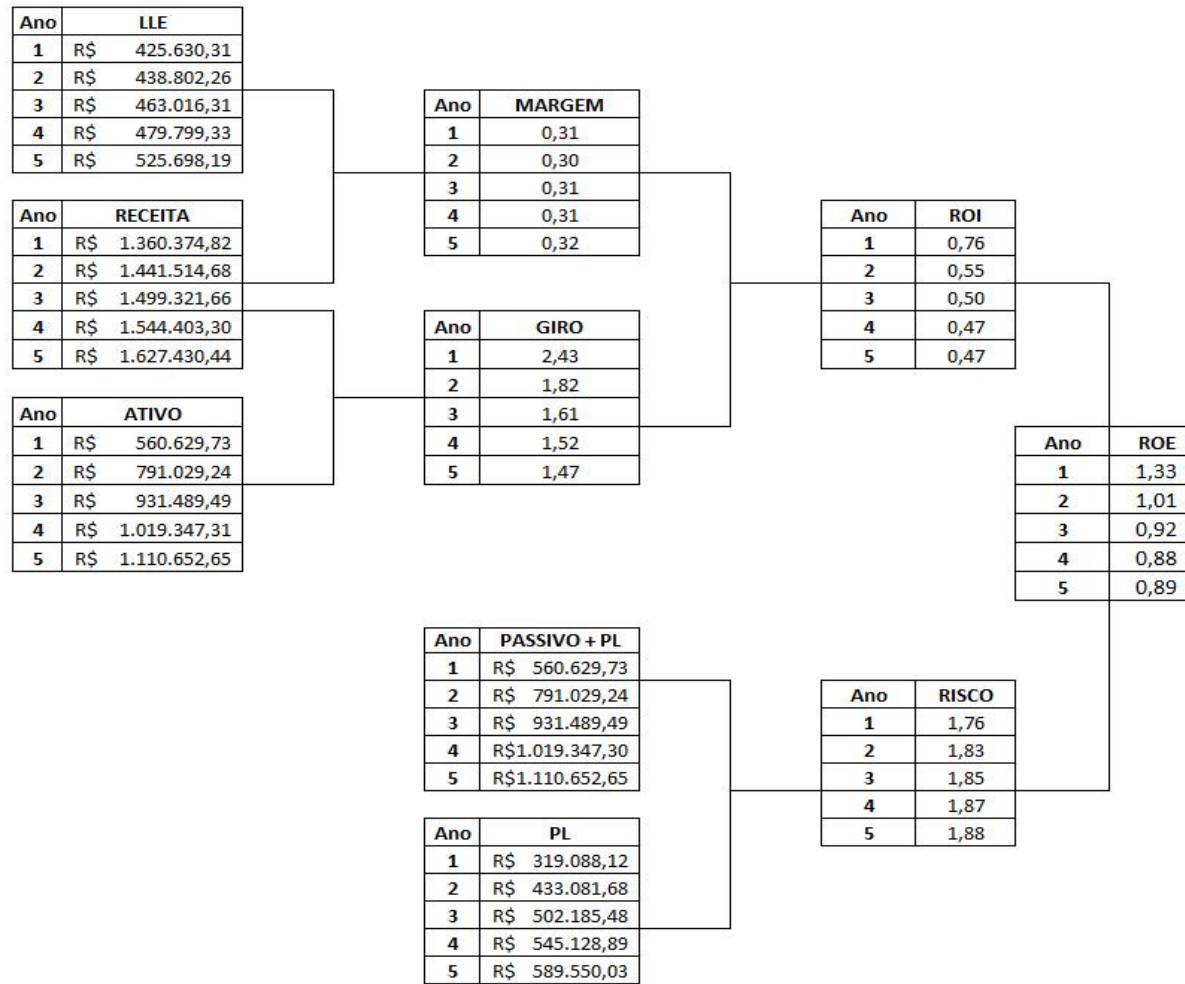 Ano LLE
1 R$ 425.630,31
2 R$ 438.802,26
3 R$ 463.016,31
4 R$ 479.799,33
5 R$ 525.698,19
Ano RECEITA
1 R$ 1.360.374,82
2 R$ 1.441.514,68
3 R$ 1.499.321,66
4 R$ 1.544.403,30
5 R$ 1.627.430,44
Ano ATIVO
1 R$ 560.629,73
2 R$ 791.029,24
3 R$ 931.489,49
4 R$ 1.019.347,31
5 R$ 1.110.652,65
Ano MARGEM
1 0,31
2 0,30
3 0,31
4 0,31
5 0,32
Ano GIRO
1 2,43
2 1,82
3 1,61
4 1,52
5 1,47
Ano PASSIVO + PL
1 R$ 560.629,73
2 R$ 791.029,24
3 R$ 931.489,49
4 R$1.019.347,30
5 R$1.110.652,65
Ano PL
1 R$ 319.088,12
2 R$ 433.081,68
3 R$ 502.185,48
4 R$ 545.128,89
5 R$ 589.550,03
Ano ROI
1 0,76
2 0,55
3 0,50
4 0,47
5 0,47
Ano RISCO
1 1,76
2 1,83
3 1,85
4 1,87
5 1,88
Ano ROE
1 1,33
2 1,01
3 0,92
4 0,88
5 0,89